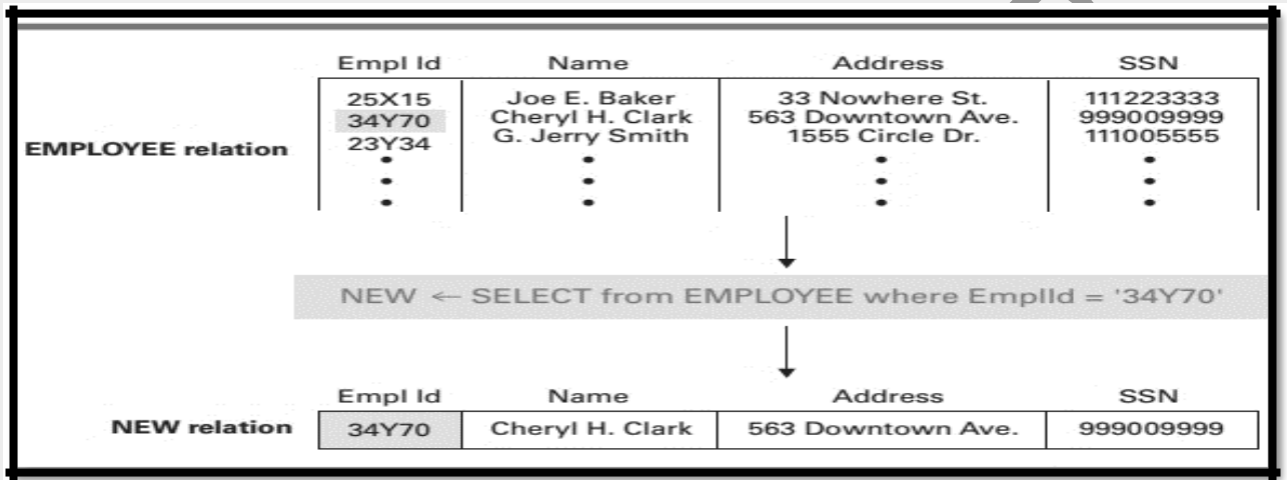 Empl Id Name Address SSN
25X15 Joe E. Baker 33 Nowhere St. 111223333
34Y70 Cheryl H. Clark 563 Downtown Ave. 999009999
23Y34 G. Jerry Smith 1555 Circle Dr. 111005555
EMPLOYEE relation
NEW ← SELECT from EMPLOYEE where EmplId = '34Y70'
Empl Id Name Address SSN
NEW relation 34Y70 Cheryl H. Clark 563 Downtown Ave. 999009999